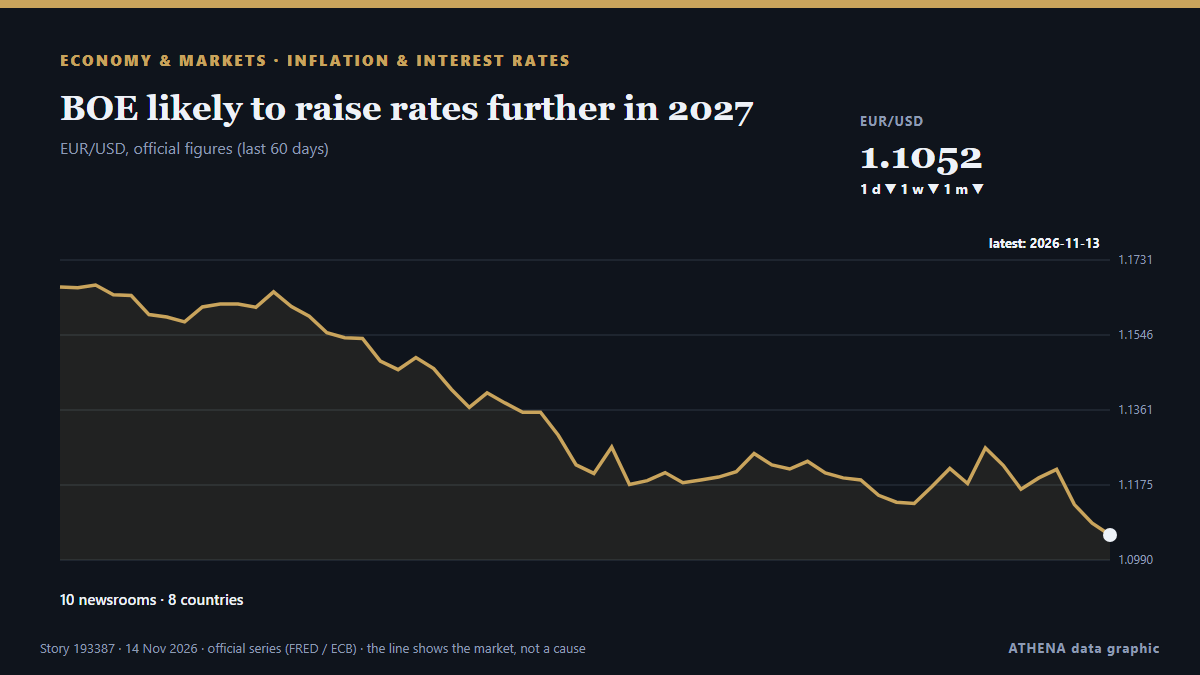 ECONOMY & MARKETS · INFLATION & INTEREST RATES
BOE likely to raise rates further in 2027
EUR/USD, official figures (last 60 days)
EUR/USD
1.1052
1 d ▼ 1 w ▼ 1 m ▼
latest: 2026-11-13
1.1731
1.1546
1.1361
1.1175
1.0990
10 newsrooms · 8 countries
Story 193387 · 14 Nov 2026 · official series (FRED / ECB) · the line shows the market, not a cause
ATHENA data graphic